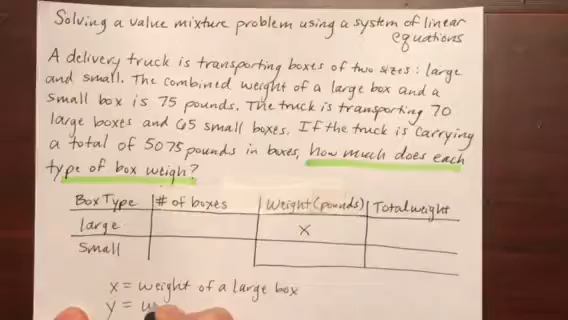 Solving a value mixture problem using a system of linear
equations
A delivery truck is transporting boxes of two sizes: large
and small. The combined weight of a large box and a
small box is 75 pounds. The truck is transporting 70
large boxes and 65 small boxes. If the truck is carrying
a total of 5075 pounds in boxes, how much does each
type of box weigh?
Box Type # of boxes Weight (pounds) Total weight
large x
Small
x = weight of a large box
y =